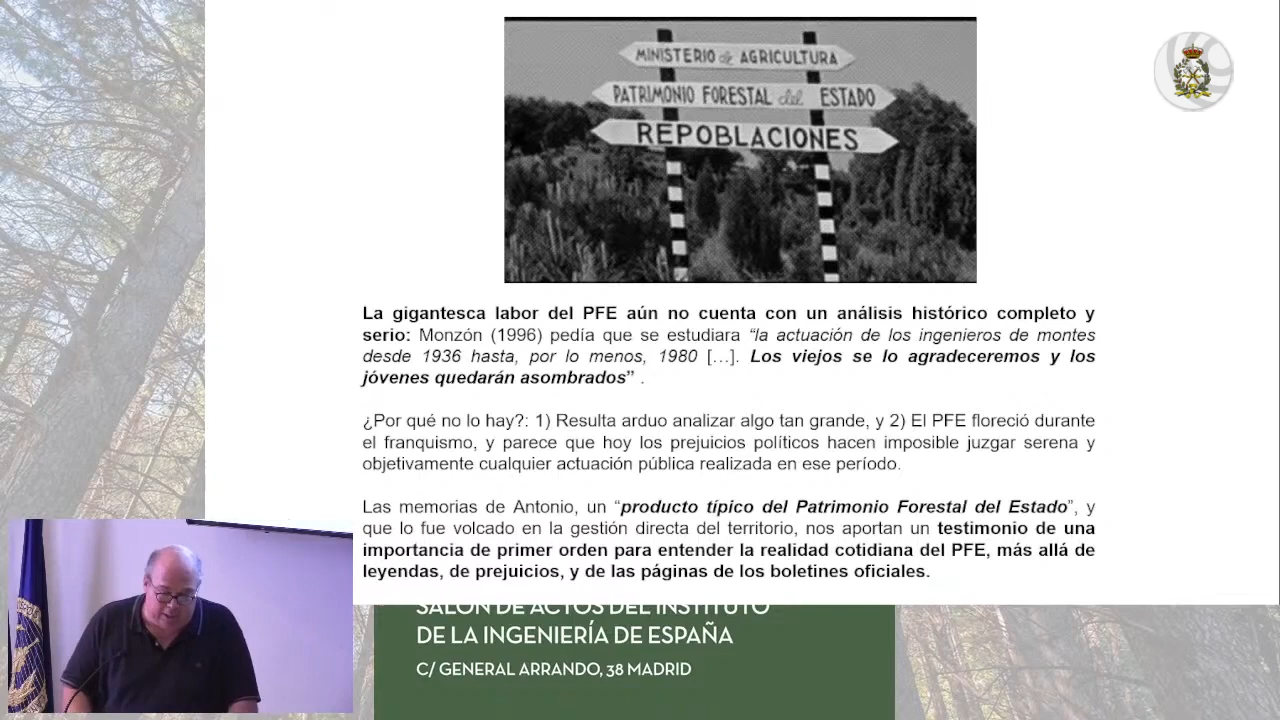 MINISTERIO de AGRICULTURA
PATRIMONIO FORESTAL del ESTADO
REPOBLACIONES
La gigantesca labor del PFE aún no cuenta con un análisis histórico completo y
serio: Monzón (1996) pedía que se estudiara “la actuación de los ingenieros de montes
desde 1936 hasta, por lo menos, 1980 […]. Los viejos se lo agradeceremos y los
jóvenes quedarán asombrados” .
¿Por qué no lo hay?: 1) Resulta arduo analizar algo tan grande, y 2) El PFE floreció durante
el franquismo, y parece que hoy los prejuicios políticos hacen imposible juzgar serena y
objetivamente cualquier actuación pública realizada en ese período.
Las memorias de Antonio, un “producto típico del Patrimonio Forestal del Estado”, y
que lo fue volcado en la gestión directa del territorio, nos aportan un testimonio de una
importancia de primer orden para entender la realidad cotidiana del PFE, más allá de
leyendas, de prejuicios, y de las páginas de los boletines oficiales.
SALÓN DE ACTOS DEL INSTITUTO
DE LA INGENIERÍA DE ESPAÑA
C/ GENERAL ARRANDO, 38 MADRID